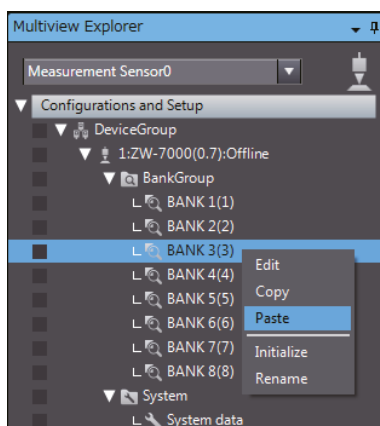 Multiview Explorer
Measurement Sensor0
Configurations and Setup
DeviceGroup
1:ZW-7000(0.7):Offline
BankGroup
BANK 1(1)
BANK 2(2)
BANK 3(3)
Edit
BANK 4(4)
Copy
BANK 5(5)
Paste
BANK 6(6)
BANK 7(7)
Initialize
BANK 8(8)
Rename
System
System data